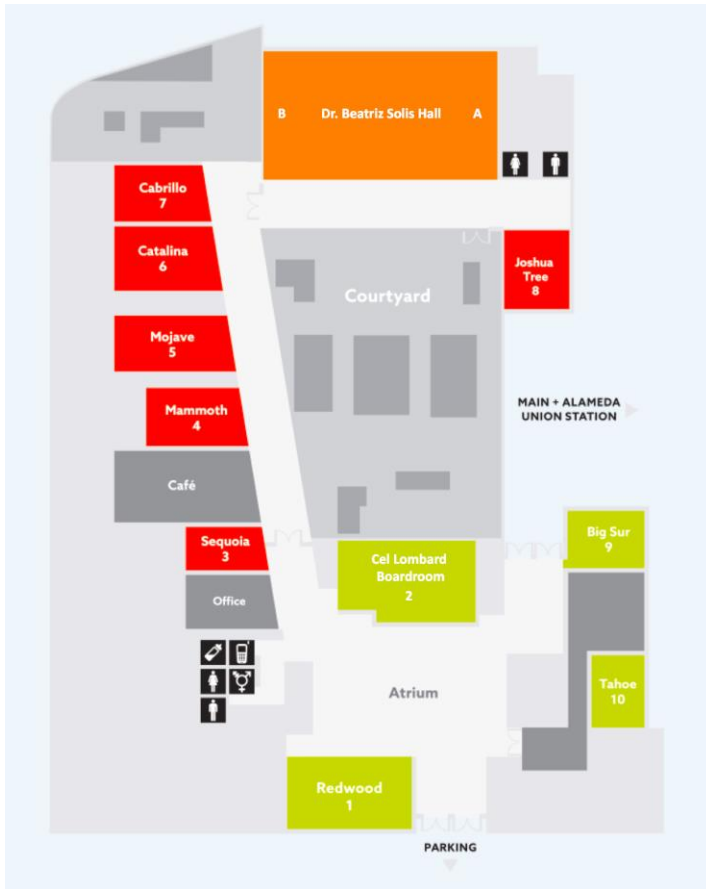 B Dr. Beatriz Solis Hall A
Cabrillo
7
Catalina
6
Joshua
Tree
8
Courtyard
Mojave
5
Mammoth
4
MAIN + ALAMEDA
UNION STATION
Café
Sequoia
3
Big Sur
9
Cel Lombard
Boardroom
2
Office
Atrium
Tahoe
10
Redwood
1
PARKING